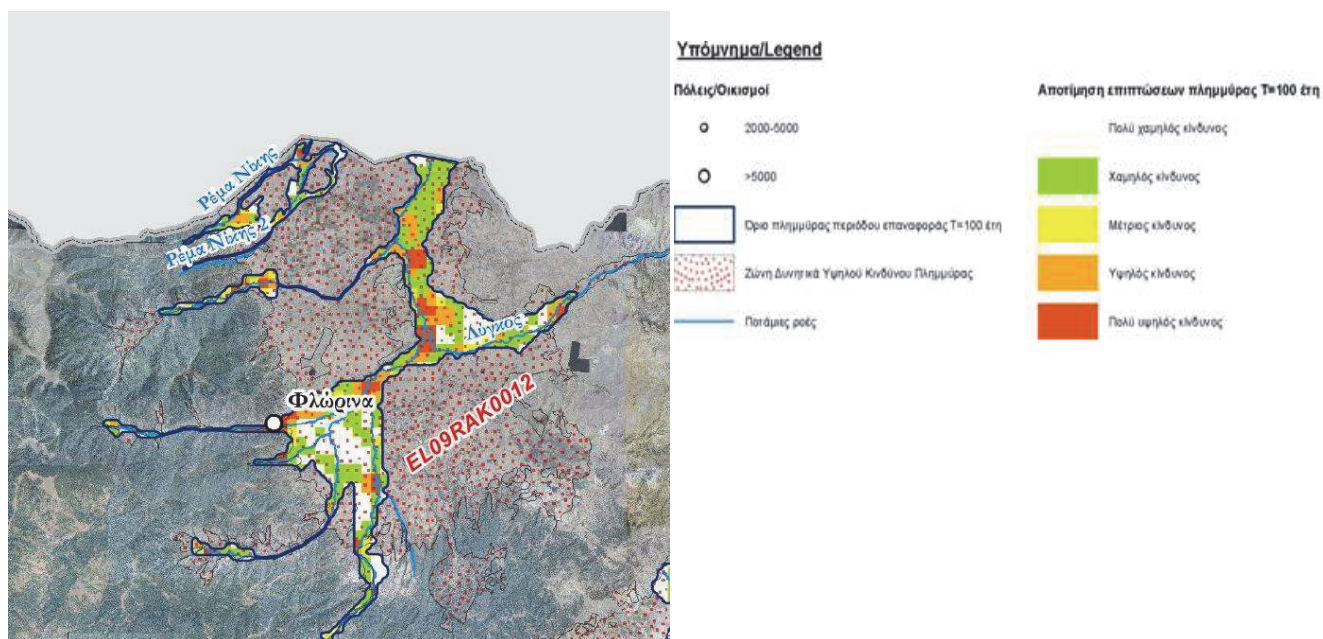 Ρέμα Νίκης
Ρέμα Νίκης 2
Λύγκος
Φλώρινα
EL09RAK0012
Υπόμνημα/Legend
Πόλεις/Οικισμοί
2000-5000
>5000
Όριο πλημμύρας περιόδου επαναφοράς T=100 έτη
Ζώνη Δυνητικά Υψηλού Κινδύνου Πλημμύρας
Ποτάμιες ροές
Αποτίμηση επιπτώσεων πλημμύρας T=100 έτη
Πολύ χαμηλός κίνδυνος
Χαμηλός κίνδυνος
Μέτριος κίνδυνος
Υψηλός κίνδυνος
Πολύ υψηλός κίνδυνος